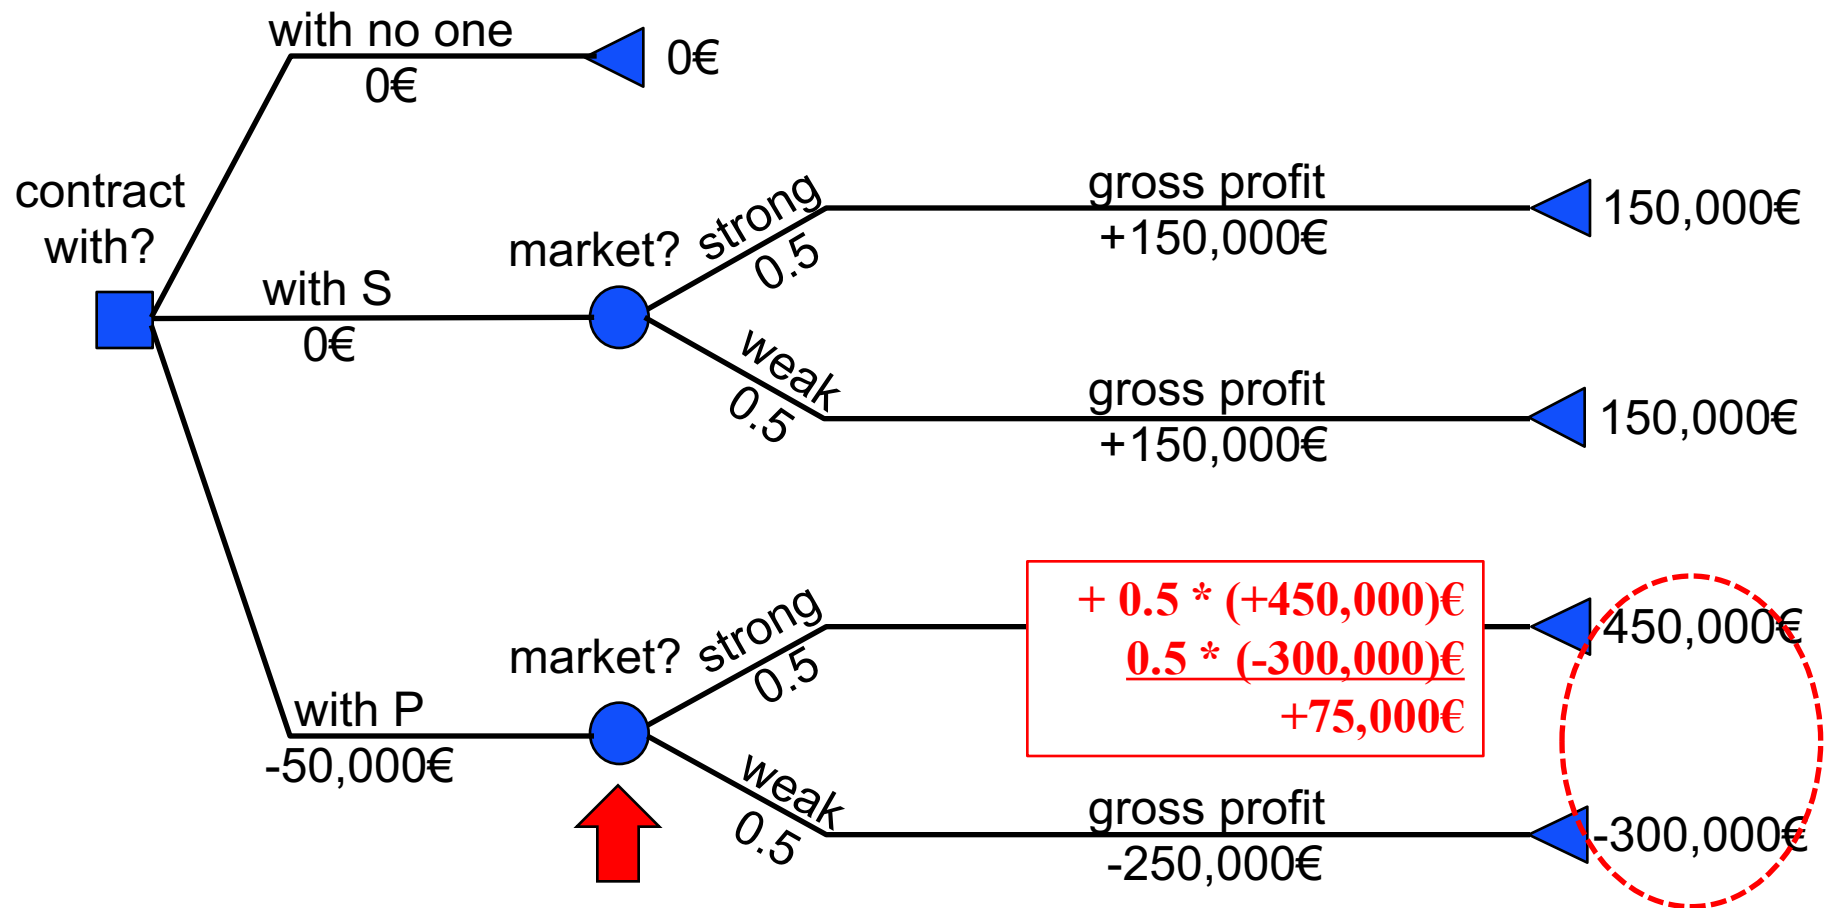 with no one
0€
0€
contract
with?
with S
0€
market?
strong
0.5
gross profit
+150,000€
150,000€
weak
0.5
gross profit
+150,000€
150,000€
with P
-50,000€
market?
strong
0.5
+ 0.5 * (+450,000)€
0.5 * (-300,000)€
+75,000€
450,000€
weak
0.5
gross profit
-250,000€
-300,000€